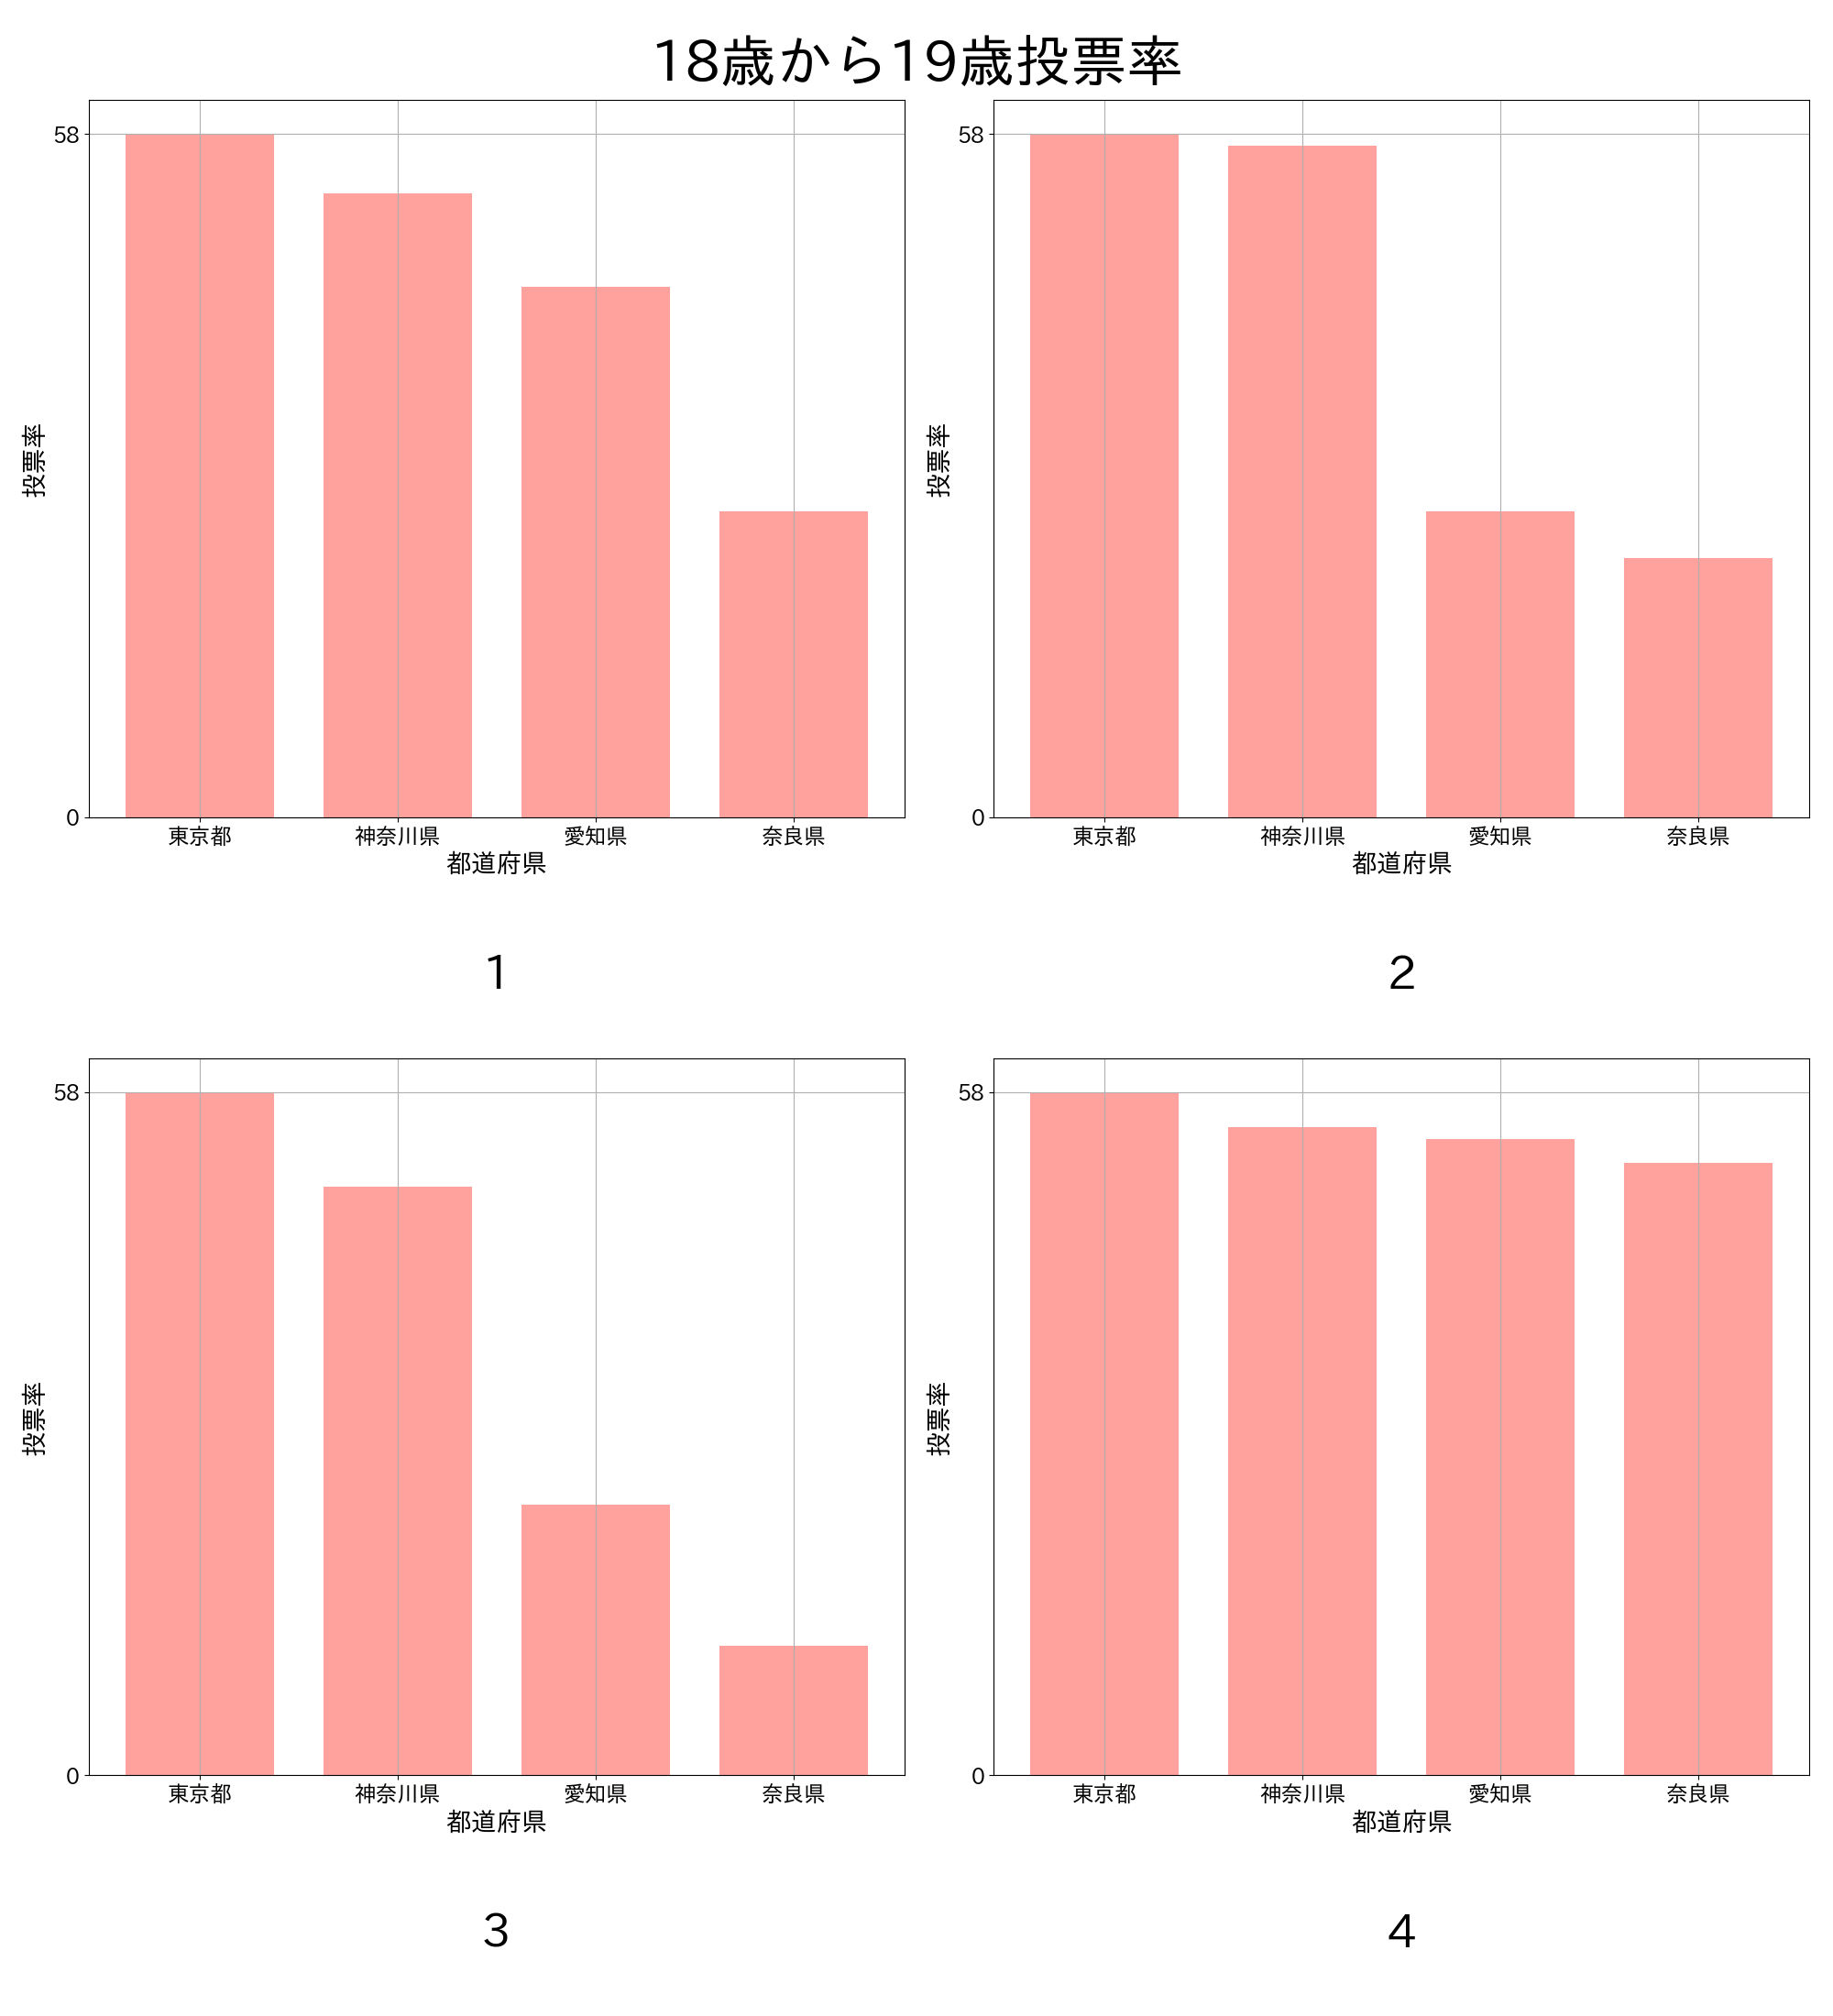 18歳から19歳投票率
58
0
投票率
東京都 神奈川県 愛知県 奈良県
都道府県
1
58
0
投票率
東京都 神奈川県 愛知県 奈良県
都道府県
2
58
0
投票率
東京都 神奈川県 愛知県 奈良県
都道府県
3
58
0
投票率
東京都 神奈川県 愛知県 奈良県
都道府県
4